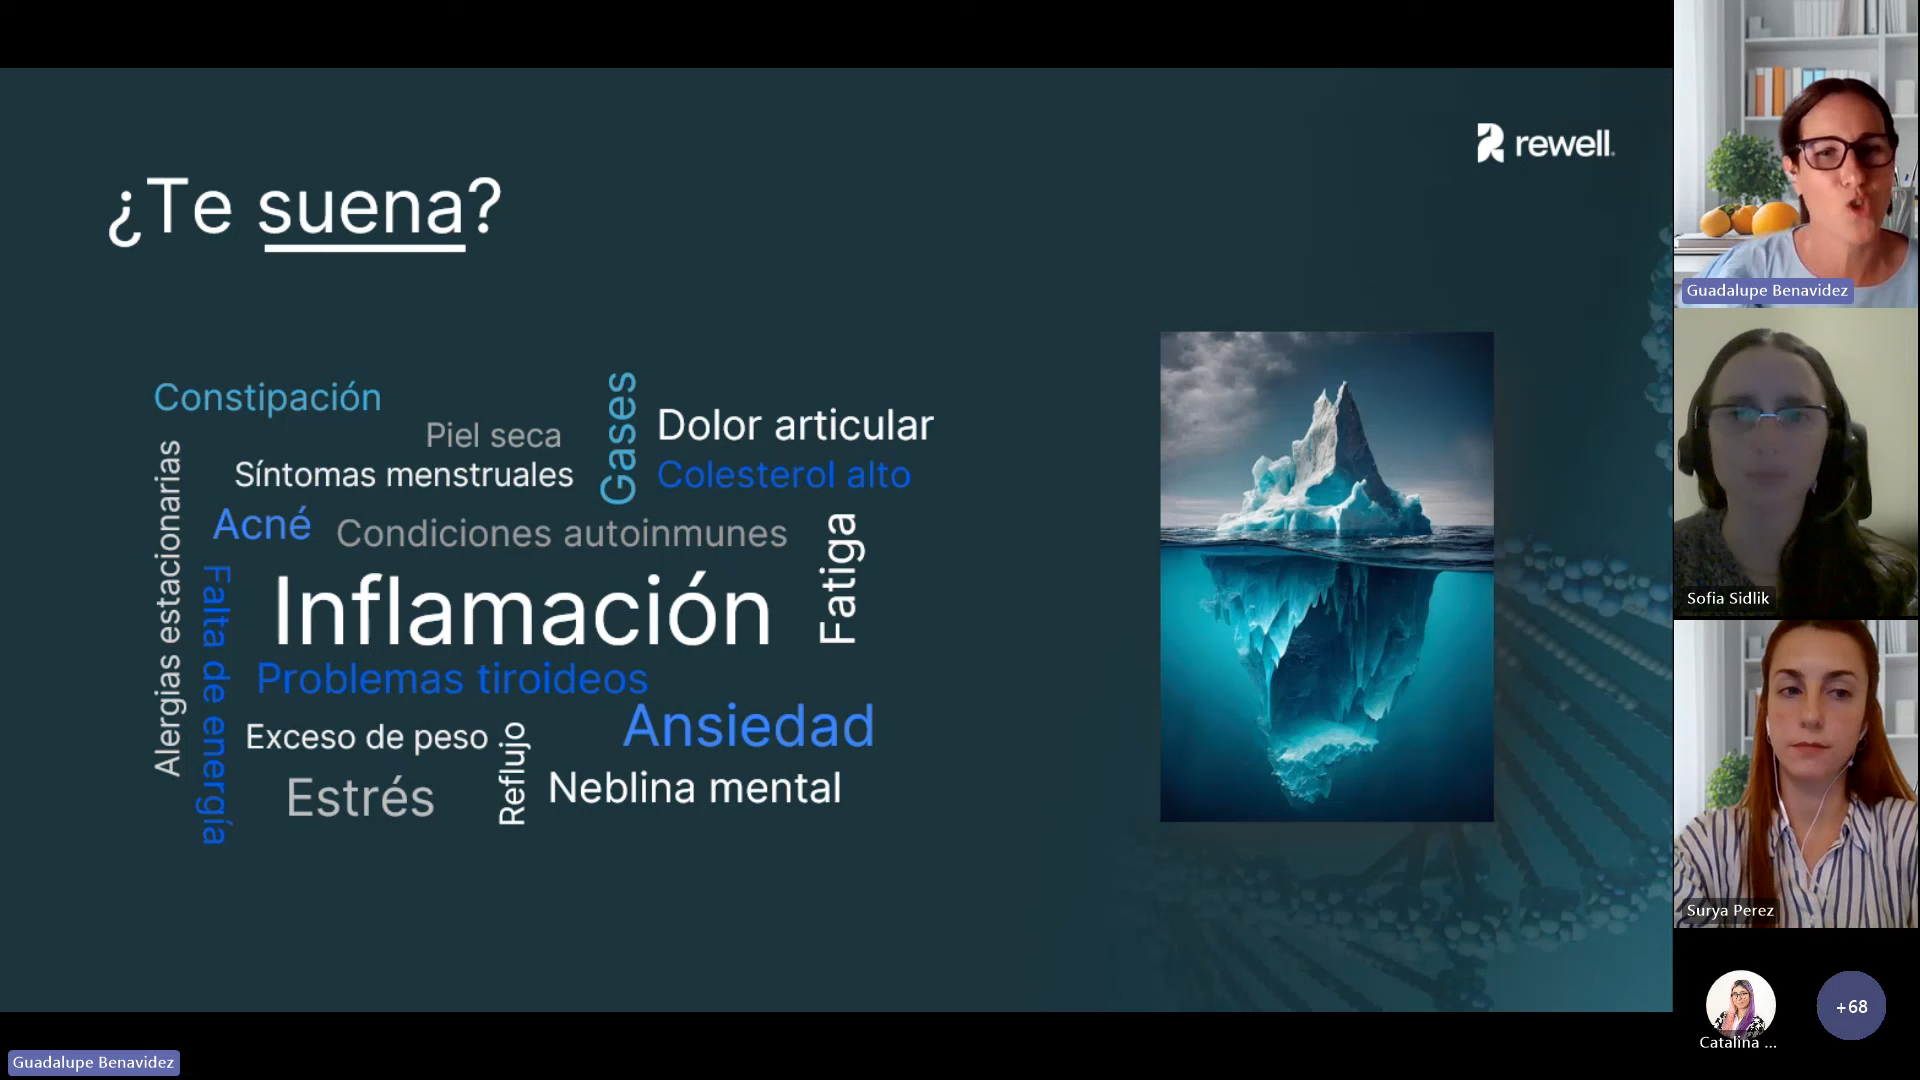 rewell.
¿Te suena?
Constipación
Piel seca
Gases
Dolor articular
Síntomas menstruales
Colesterol alto
Alergias estacionarias
Acné
Condiciones autoinmunes
Fatiga
Falta de energía
Inflamación
Problemas tiroideos
Ansiedad
Exceso de peso
Reflujo
Estrés
Neblina mental
Guadalupe Benavidez
Sofia Sidlik
Surya Perez
Catalina ...
+68
Guadalupe Benavidez